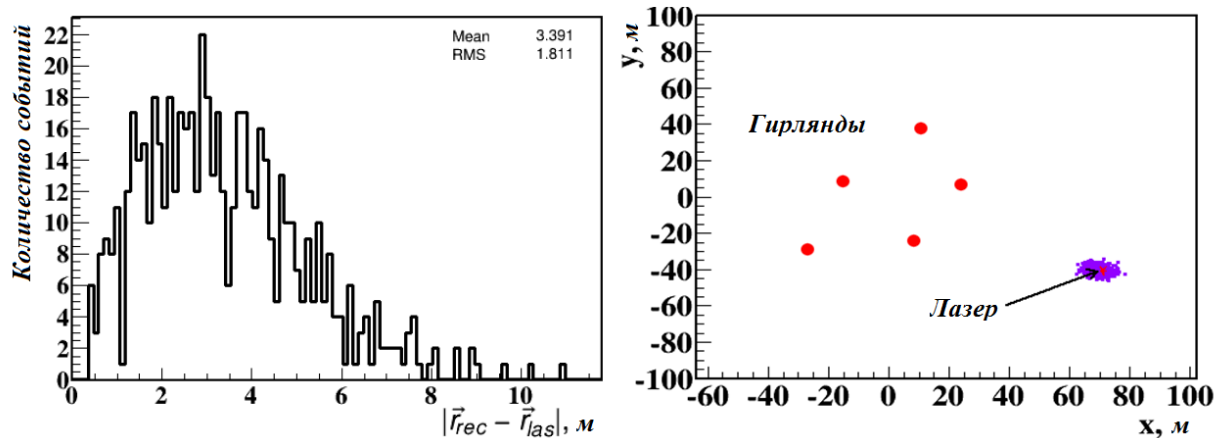 Количество событий
22
20
18
16
14
12
10
8
6
4
2
0
Mean 3.391
RMS 1.811
0 2 4 6 8 10
|r⃗rec − r⃗las|, м
y, м
100
80
60
40
20
0
-20
-40
-60
-80
-100
Гирлянды
Лазер
-60 -40 -20 0 20 40 60 80 100
x, м